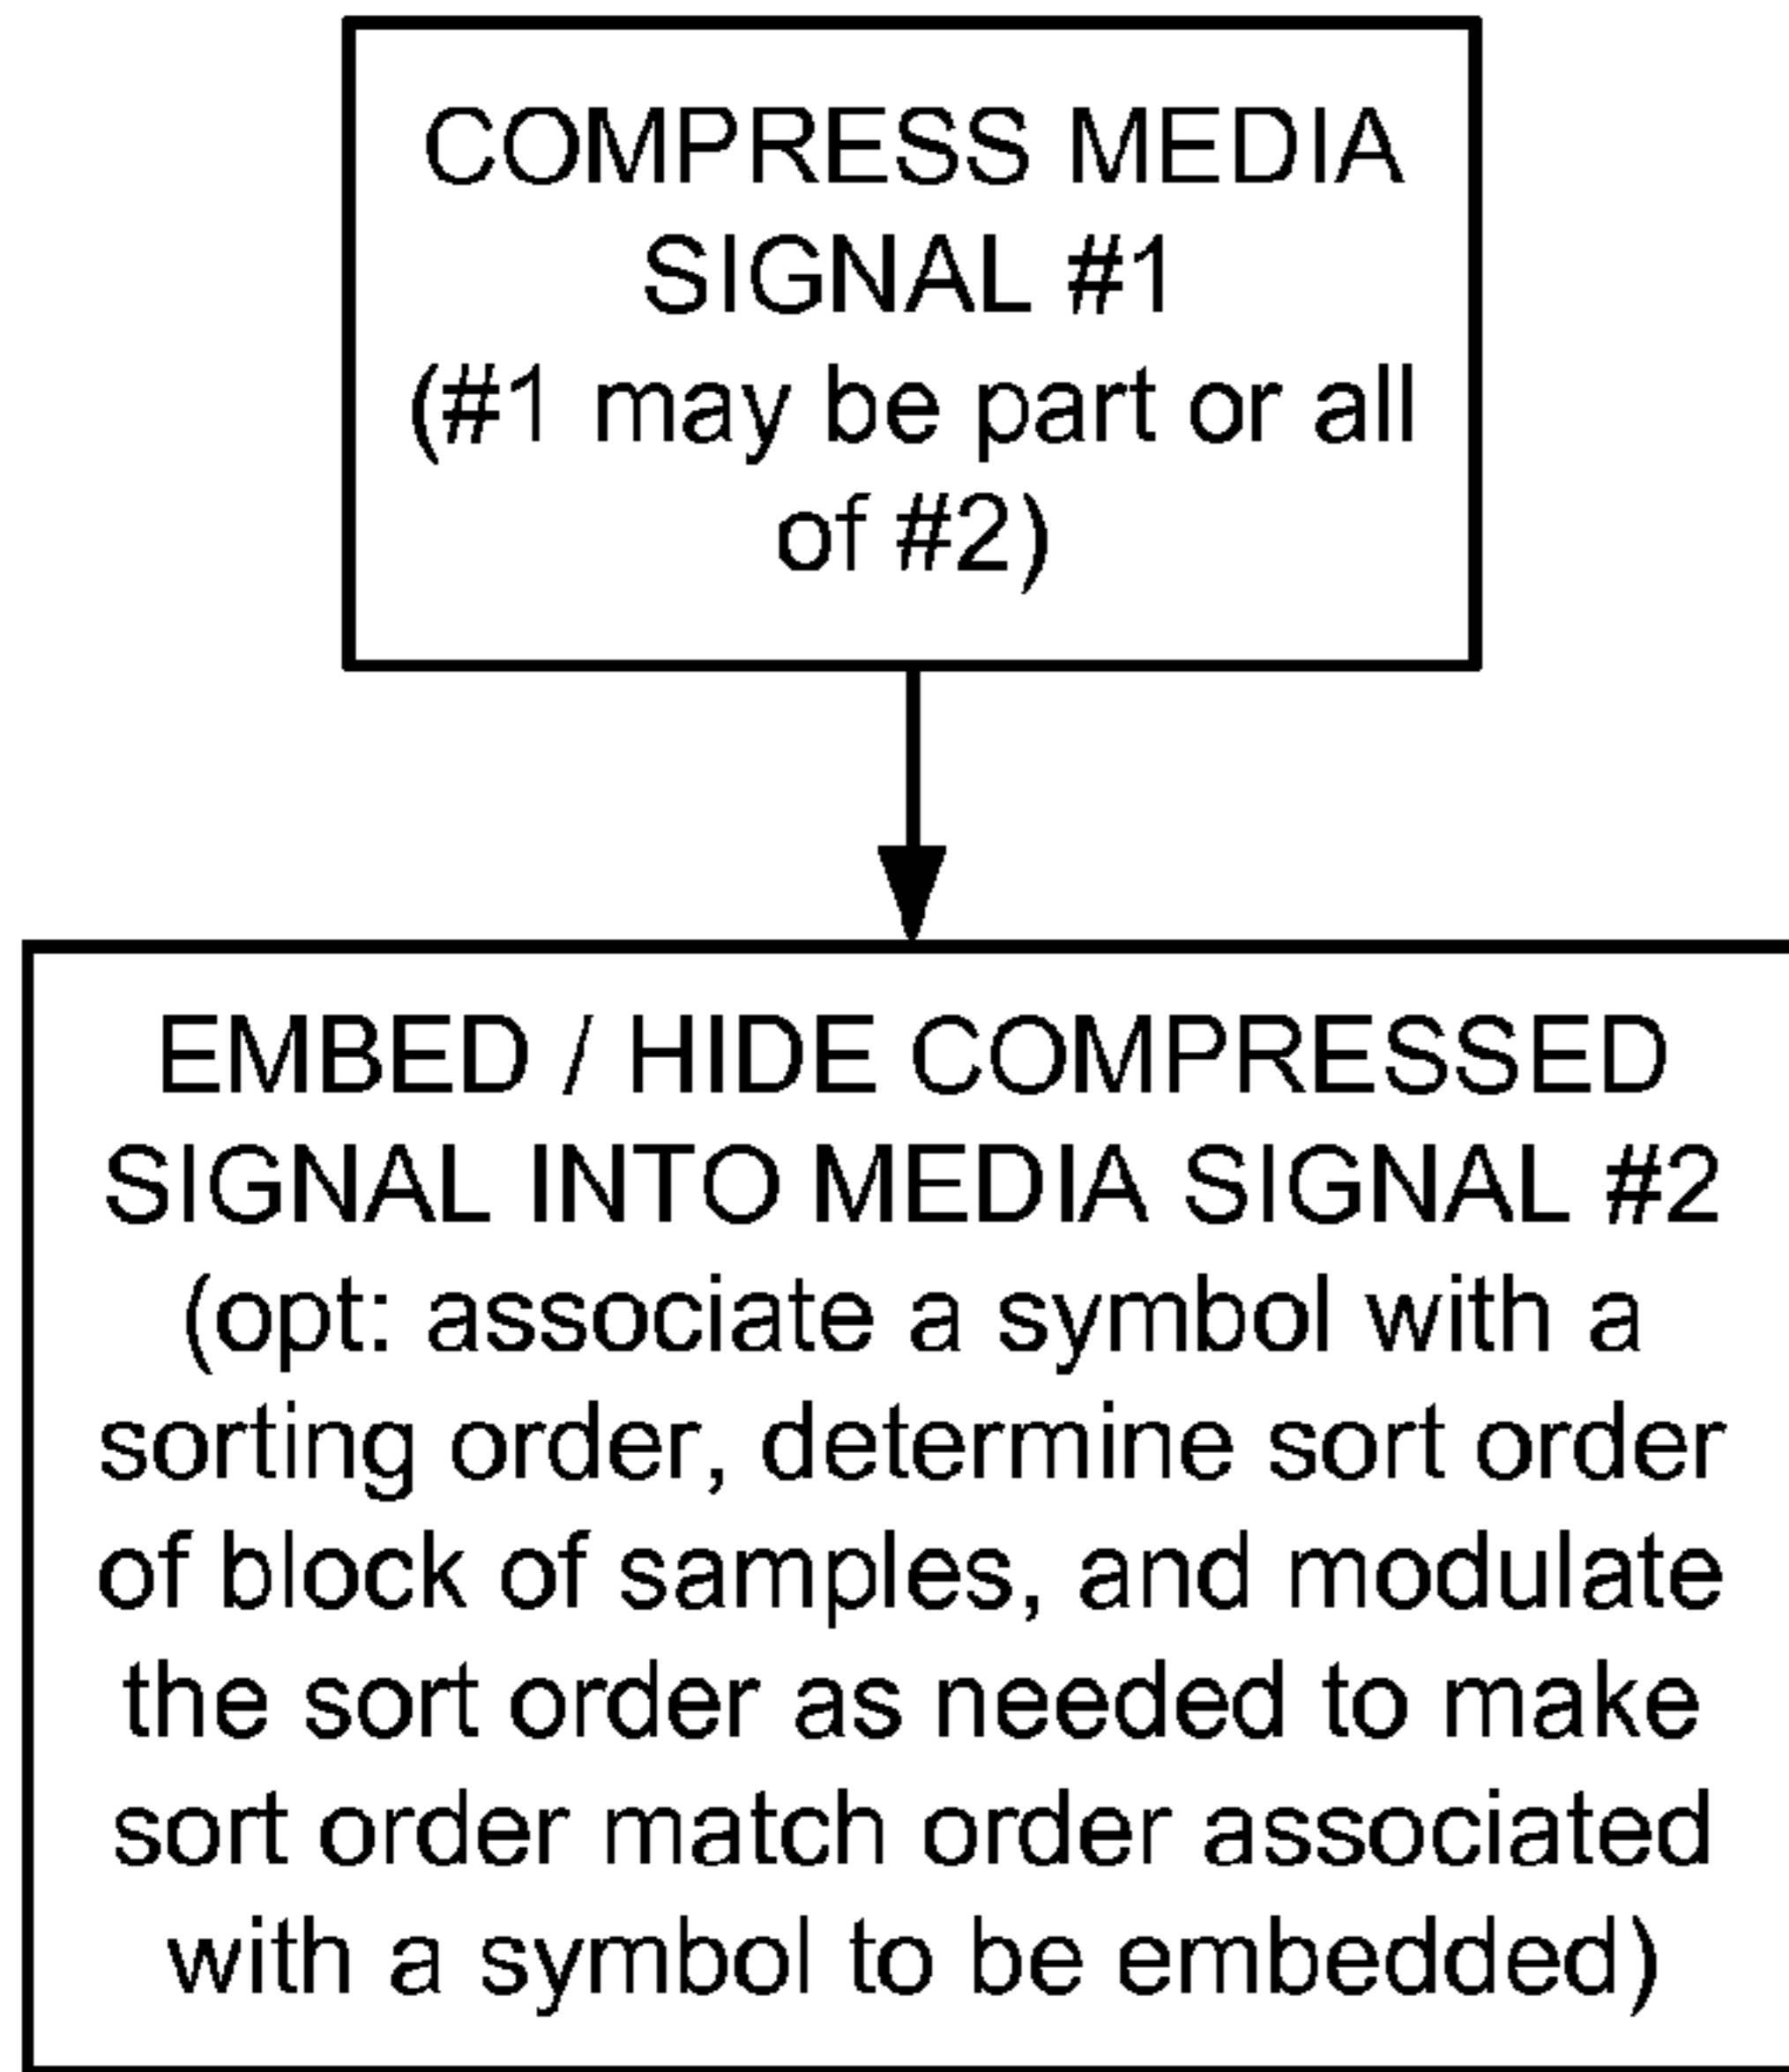 COMPRESS MEDIA
SIGNAL #1
(#1 may be part or all
of #2)
EMBED / HIDE COMPRESSED
SIGNAL INTO MEDIA SIGNAL #2
(opt: associate a symbol with a
sorting order, determine sort order
of block of samples, and modulate
the sort order as needed to make
sort order match order associated
with a symbol to be embedded)